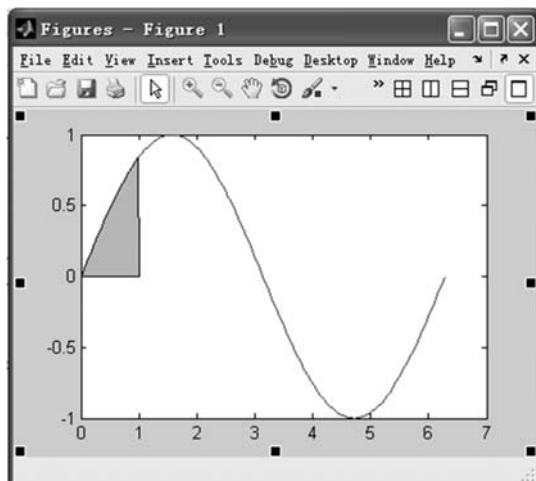 Figures - Figure 1
File Edit View Insert Tools Debug Desktop Window Help
1
0.5
0
-0.5
-1
0 1 2 3 4 5 6 7